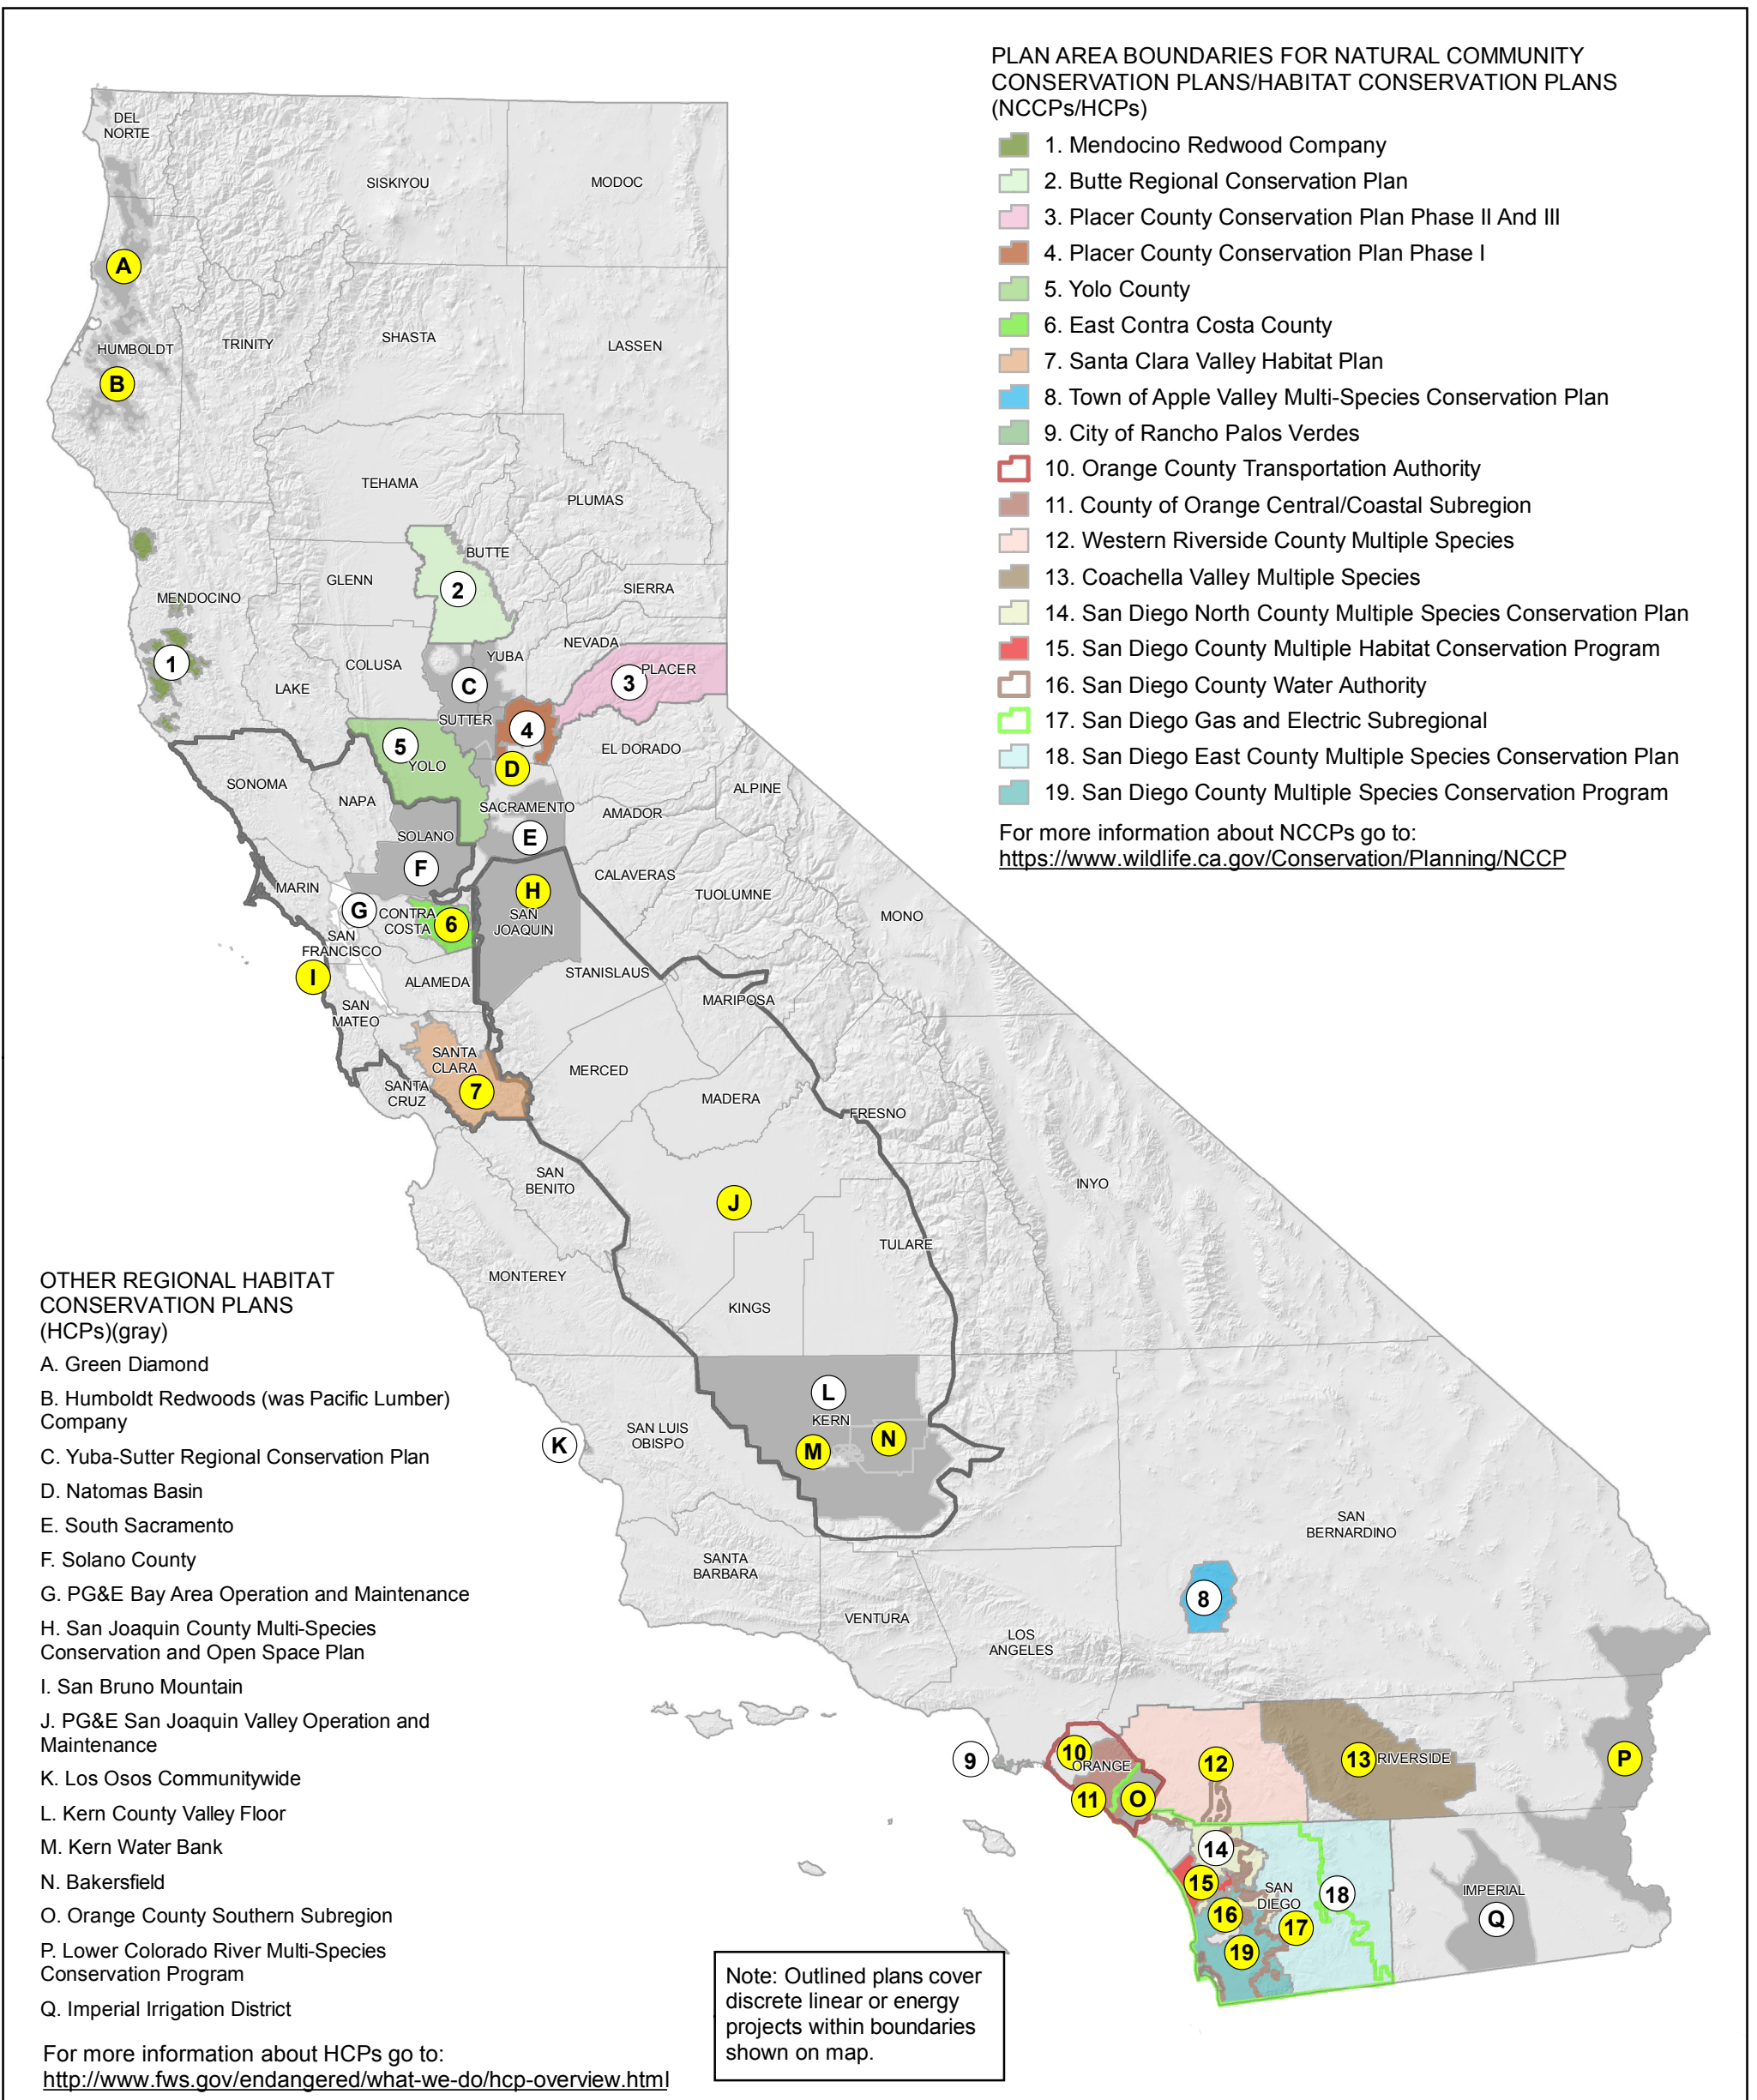 PLAN AREA BOUNDARIES FOR NATURAL COMMUNITY
CONSERVATION PLANS/HABITAT CONSERVATION PLANS
(NCCPs/HCPs)
1. Mendocino Redwood Company
2. Butte Regional Conservation Plan
3. Placer County Conservation Plan Phase II And III
4. Placer County Conservation Plan Phase I
5. Yolo County
6. East Contra Costa County
7. Santa Clara Valley Habitat Plan
8. Town of Apple Valley Multi-Species Conservation Plan
9. City of Rancho Palos Verdes
10. Orange County Transportation Authority
11. County of Orange Central/Coastal Subregion
12. Western Riverside County Multiple Species
13. Coachella Valley Multiple Species
14. San Diego North County Multiple Species Conservation Plan
15. San Diego County Multiple Habitat Conservation Program
16. San Diego County Water Authority
17. San Diego Gas and Electric Subregional
18. San Diego East County Multiple Species Conservation Plan
19. San Diego County Multiple Species Conservation Program
For more information about NCCPs go to:
https://www.wildlife.ca.gov/Conservation/Planning/NCCP
DEL
NORTE
SISKIYOU
MODOC
A
HUMBOLDT
TRINITY
SHASTA
LASSEN
B
TEHAMA
PLUMAS
BUTTE
GLENN
2
SIERRA
MENDOCINO
NEVADA
YUBA
COLUSA
1
LAKE
C
3
PLACER
SUTTER
4
5
YOLO
D
EL DORADO
SONOMA
NAPA
ALPINE
SACRAMENTO
AMADOR
SOLANO
E
F
MARIN
CALAVERAS
H
TUOLUMNE
G
CONTRA
COSTA
6
SAN
JOAQUIN
MONO
SAN
FRANCISCO
I
ALAMEDA
STANISLAUS
SAN
MATEO
MARIPOSA
SANTA
CLARA
MERCED
7
SANTA
CRUZ
MADERA
FRESNO
SAN
BENITO
J
INYO
TULARE
MONTEREY
KINGS
L
KERN
K
SAN LUIS
OBISPO
M
N
SAN
BERNARDINO
SANTA
BARBARA
8
VENTURA
LOS
ANGELES
9
10
ORANGE
12
13
RIVERSIDE
P
11
O
14
15
SAN
DIEGO
18
16
17
19
IMPERIAL
Q
OTHER REGIONAL HABITAT
CONSERVATION PLANS
(HCPs)(gray)
A. Green Diamond
B. Humboldt Redwoods (was Pacific Lumber)
Company
C. Yuba-Sutter Regional Conservation Plan
D. Natomas Basin
E. South Sacramento
F. Solano County
G. PG&E Bay Area Operation and Maintenance
H. San Joaquin County Multi-Species
Conservation and Open Space Plan
I. San Bruno Mountain
J. PG&E San Joaquin Valley Operation and
Maintenance
K. Los Osos Communitywide
L. Kern County Valley Floor
M. Kern Water Bank
N. Bakersfield
O. Orange County Southern Subregion
P. Lower Colorado River Multi-Species
Conservation Program
Q. Imperial Irrigation District
For more information about HCPs go to:
http://www.fws.gov/endangered/what-we-do/hcp-overview.html
Note: Outlined plans cover
discrete linear or energy
projects within boundaries
shown on map.